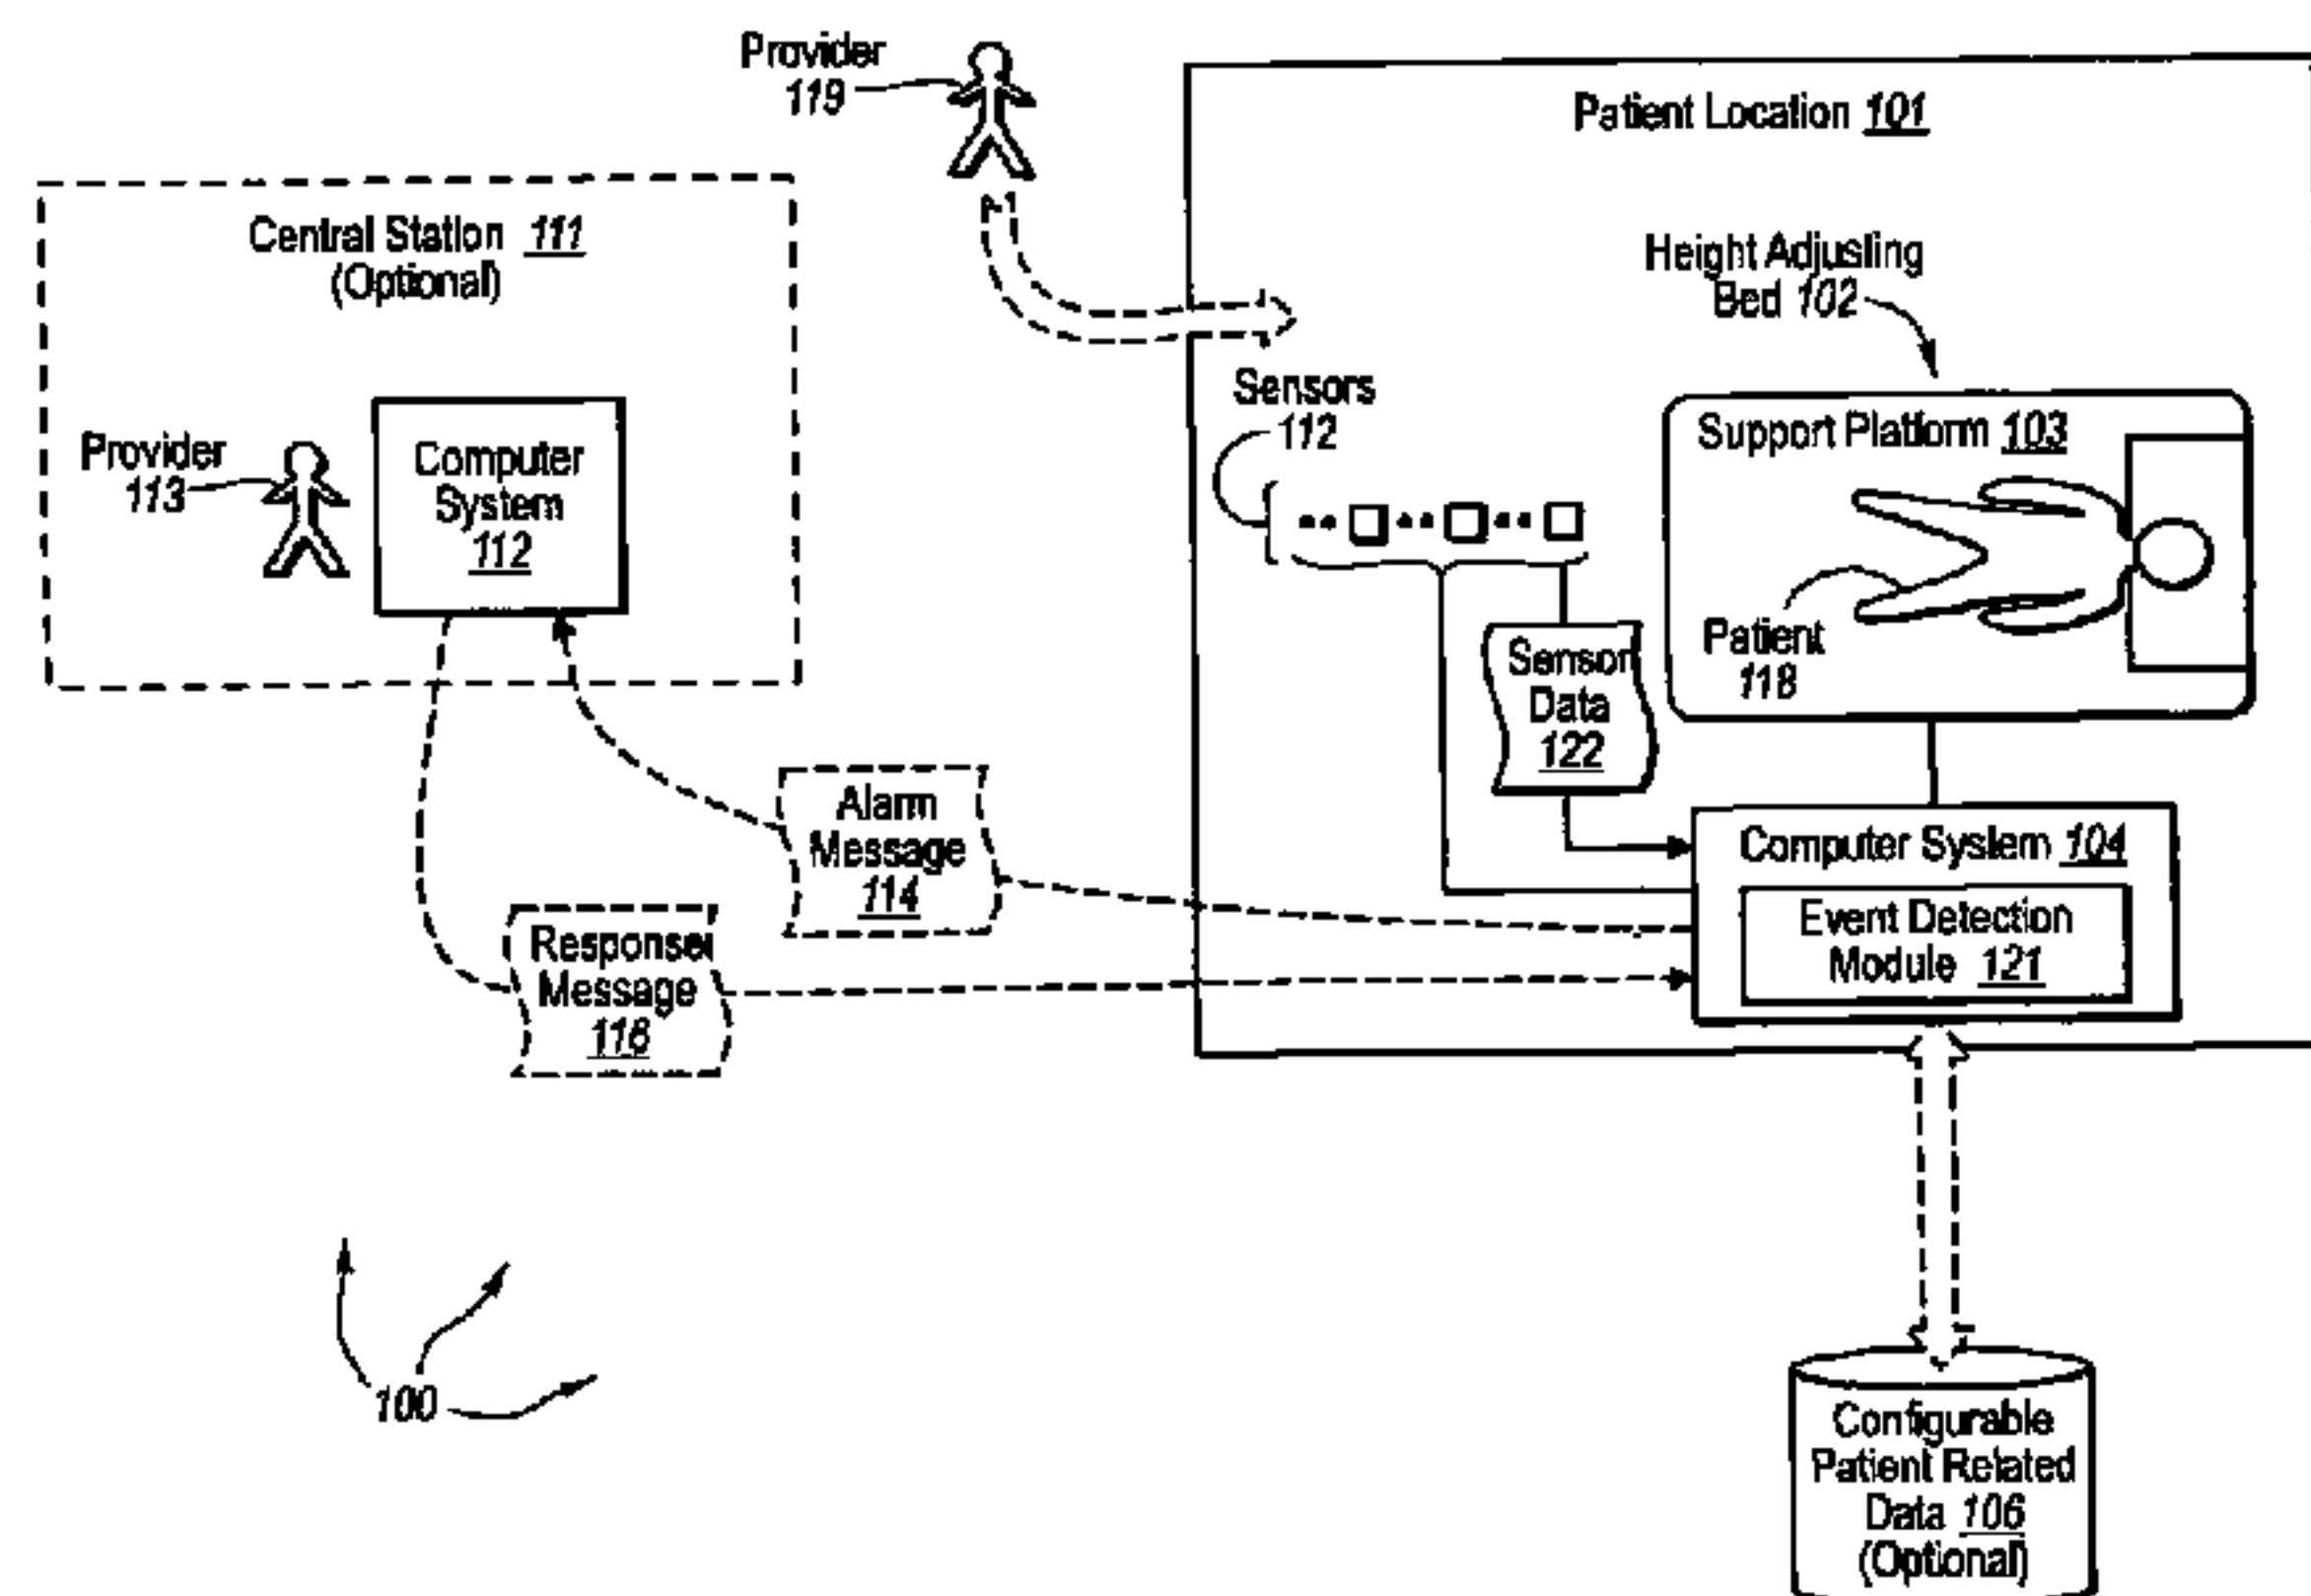 Provider
119
Patient Location 101
Central Station 111
(Optional)
Height Adjusting
Bed 102
Sensors
112
Support Platform 103
Provider
113
Computer
System
112
Patient
118
Sensor
Data
122
Alarm
Message
114
Computer System 104
Event Detection
Module 121
Response
Message
116
100
Configurable
Patient Related
Data 106
(Optional)